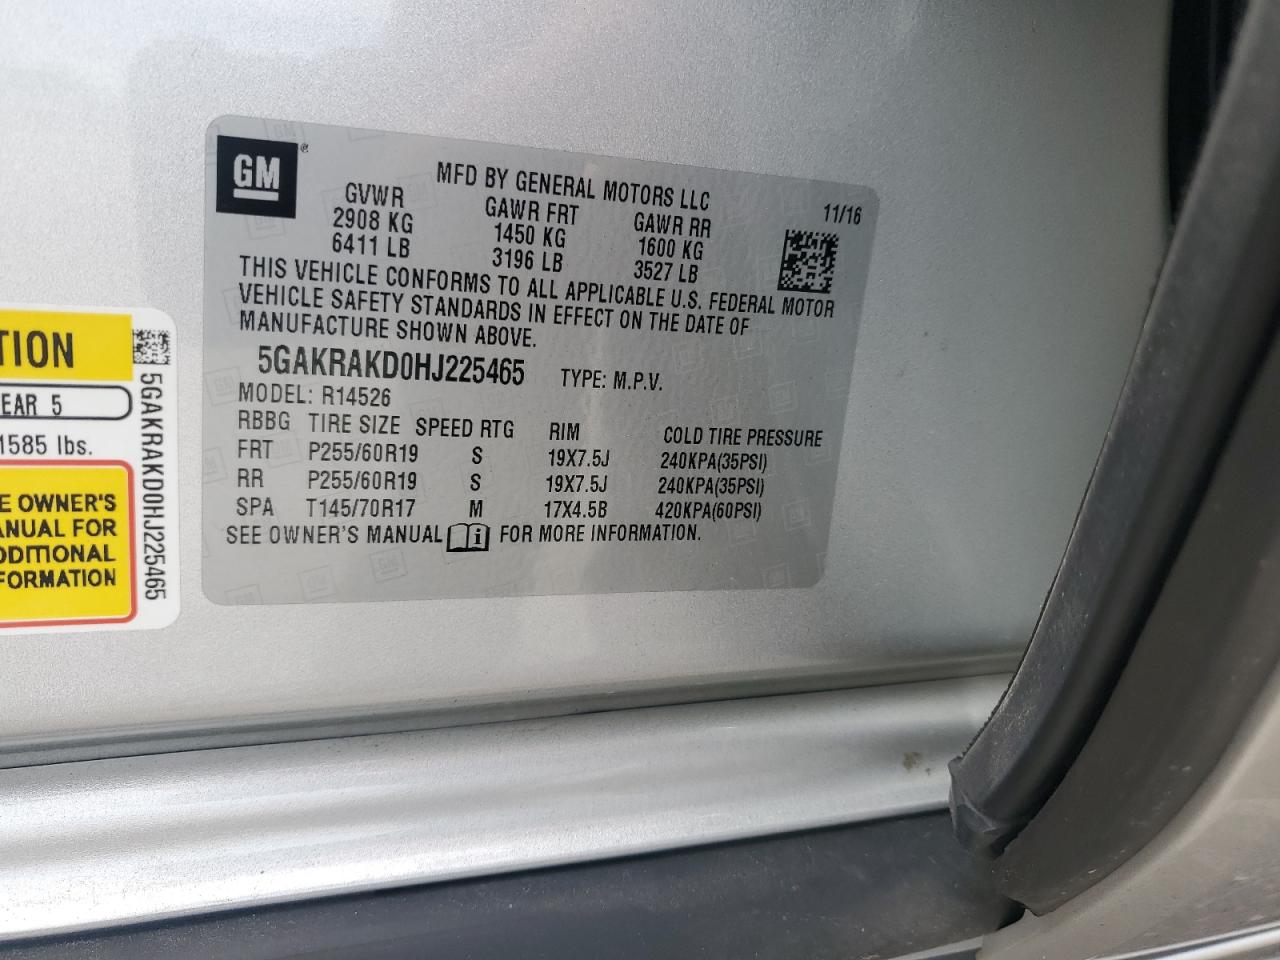 GM
®
MFD BY GENERAL MOTORS LLC
11/16
GVWR GAWR FRT GAWR RR
2908 KG 1450 KG 1600 KG
6411 LB 3196 LB 3527 LB
THIS VEHICLE CONFORMS TO ALL APPLICABLE U.S. FEDERAL MOTOR
VEHICLE SAFETY STANDARDS IN EFFECT ON THE DATE OF
MANUFACTURE SHOWN ABOVE.
5GAKRAKD0HJ225465 TYPE: M.P.V.
MODEL: R14526
RBBG TIRE SIZE SPEED RTG RIM COLD TIRE PRESSURE
FRT P255/60R19 S 19X7.5J 240KPA(35PSI)
RR P255/60R19 S 19X7.5J 240KPA(35PSI)
SPA T145/70R17 M 17X4.5B 420KPA(60PSI)
SEE OWNER'S MANUAL i FOR MORE INFORMATION.
TION
EAR 5
1585 lbs.
E OWNER'S
ANUAL FOR
DDITIONAL
FORMATION
5GAKRAKD0HJ225465